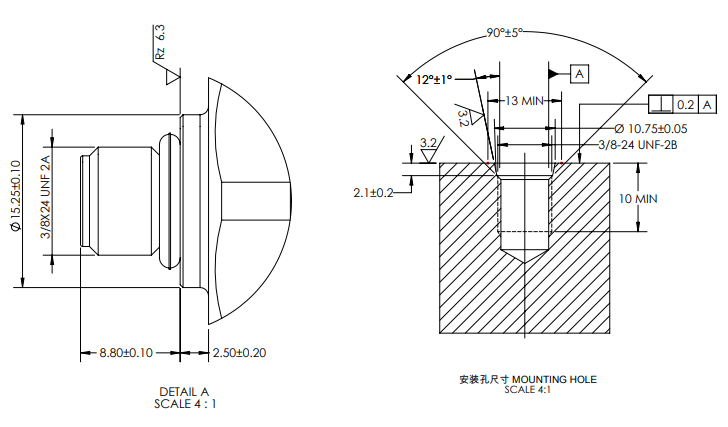 Rz 6.3
Ø 15.25±0.10
3/8X24 UNF 2A
8.80±0.10
2.50±0.20
DETAIL A
SCALE 4 : 1
90°±5°
12°±1°
A
13 MIN
3.2
⊥ 0.2 A
Ø 10.75±0.05
3.2
3/8-24 UNF-2B
2.1±0.2
10 MIN
安装孔尺寸 MOUNTING HOLE
SCALE 4:1